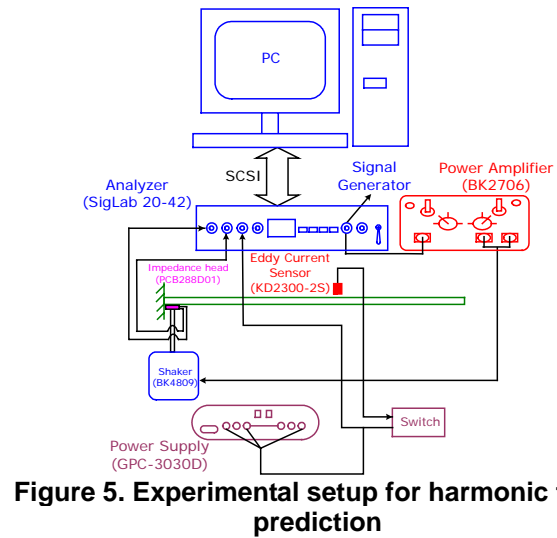 PC
SCSI
Analyzer
(SigLab 20-42)
Signal
Generator
Power Amplifier
(BK2706)
Eddy Current
Sensor
(KD2300-2S)
Impedance head
(PCB288D01)
Shaker
(BK4809)
Switch
Power Supply
(GPC-3030D)
Figure 5. Experimental setup for harmonic
prediction